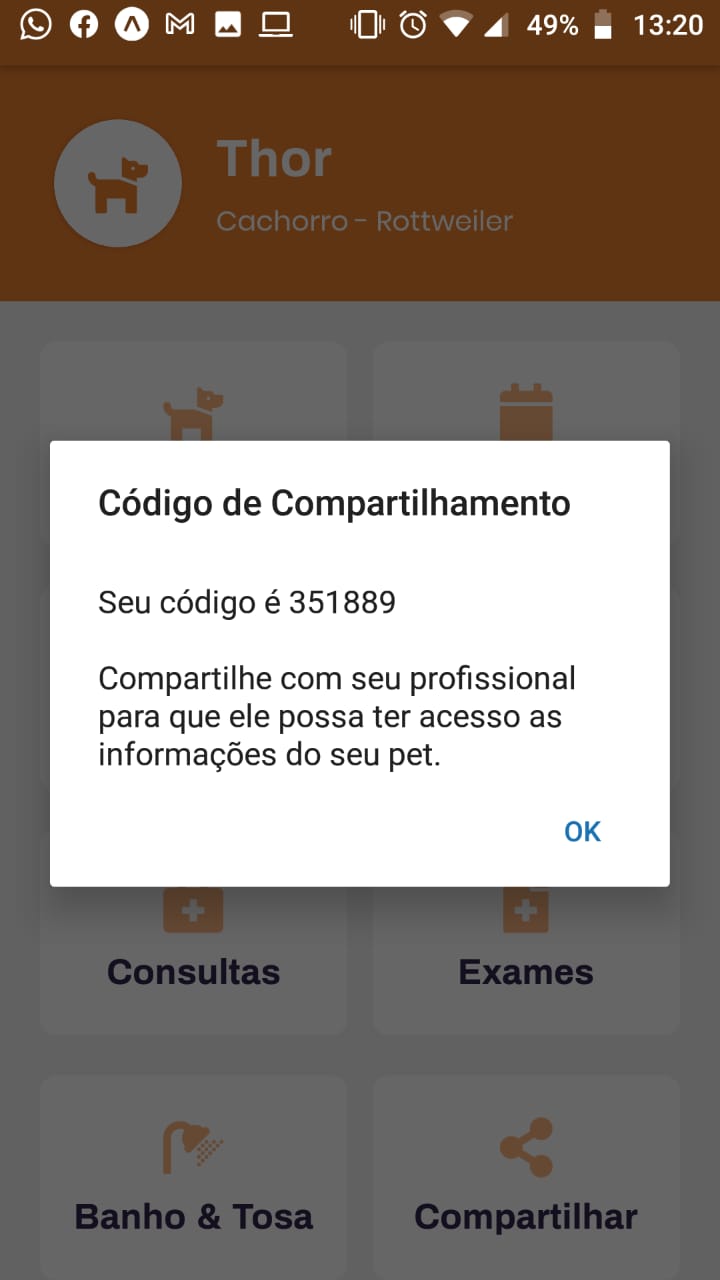 49% 13:20
Thor
Cachorro - Rottweiler
Código de Compartilhamento
Seu código é 351889
Compartilhe com seu profissional
para que ele possa ter acesso as
informações do seu pet.
OK
Consultas
Exames
Banho & Tosa
Compartilhar